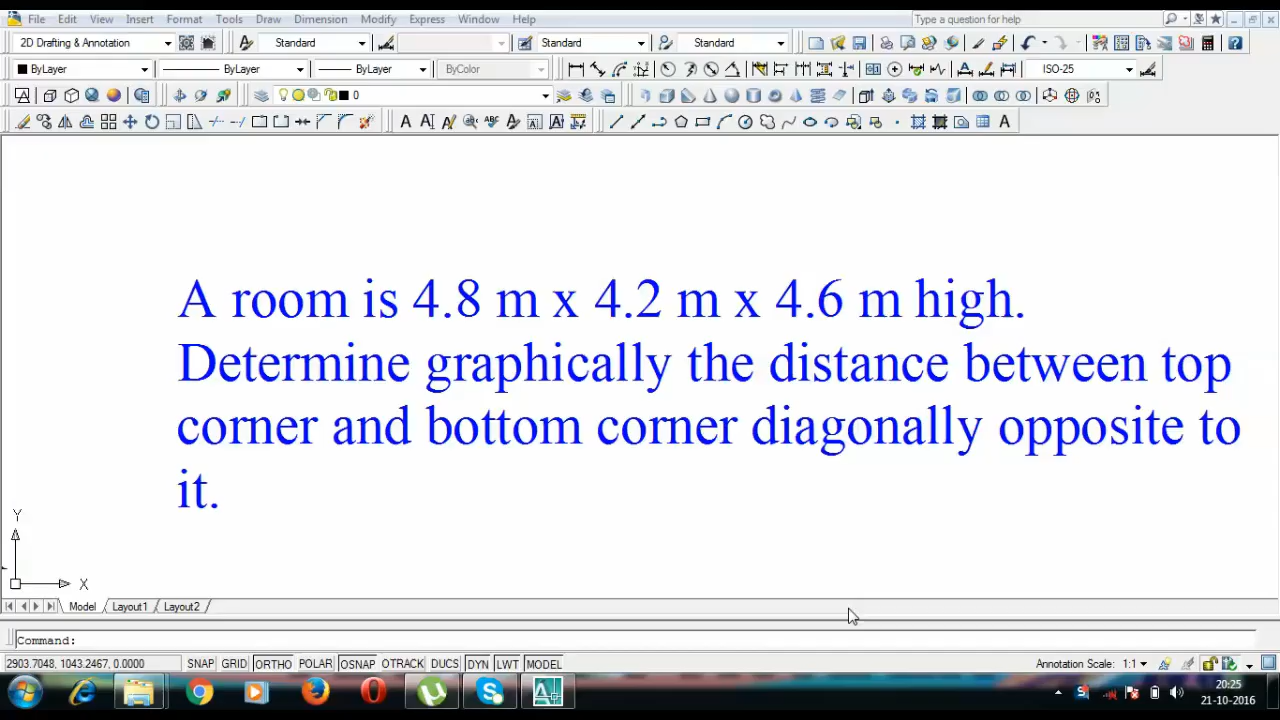 File Edit View Insert Format Tools Draw Dimension Modify Express Window Help Type a question for help
2D Drafting & Annotation Standard Standard Standard
ByLayer ByLayer ByLayer ByColor ISO-25
0
A room is 4.8 m x 4.2 m x 4.6 m high.
Determine graphically the distance between top
corner and bottom corner diagonally opposite to
it.
Y
X
Model Layout1 Layout2
Command:
2903.7048, 1043.2467, 0.0000 SNAP GRID ORTHO POLAR OSNAP OTRACK DUCS DYN LWT MODEL Annotation Scale: 1:1
20:25
21-10-2016